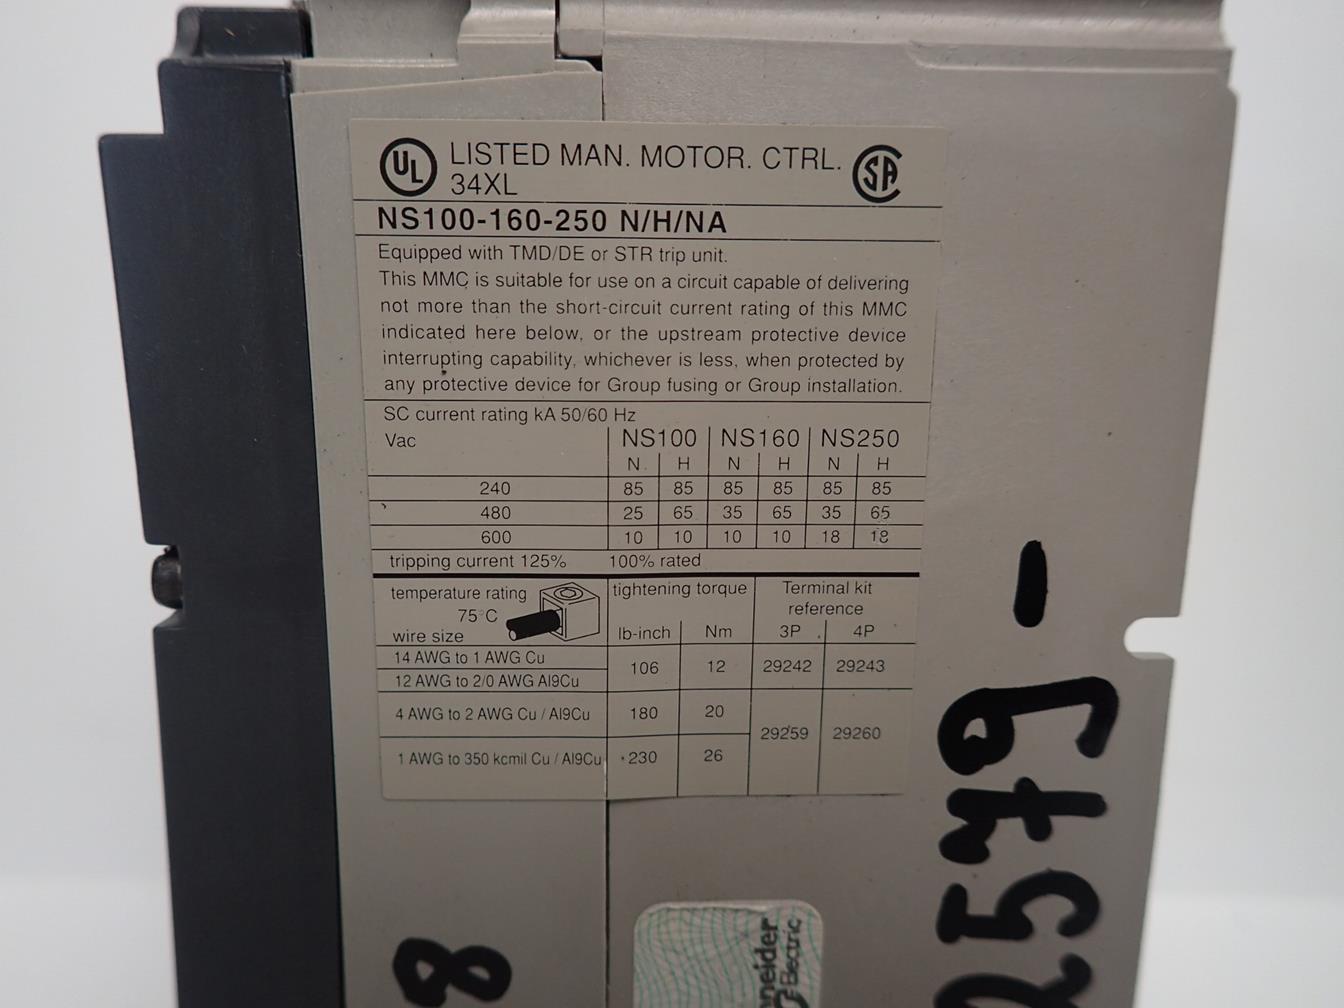 UL LISTED MAN. MOTOR. CTRL. SA
34XL
NS100-160-250 N/H/NA
Equipped with TMD/DE or STR trip unit.
This MMC is suitable for use on a circuit capable of delivering
not more than the short-circuit current rating of this MMC
indicated here below, or the upstream protective device
interrupting capability, whichever is less, when protected by
any protective device for Group fusing or Group installation.
SC current rating kA 50/60 Hz
Vac NS100 NS160 NS250
N H N H N H
240 85 85 85 85 85 85
480 25 65 35 65 35 65
600 10 10 10 10 18 18
tripping current 125% 100% rated
temperature rating tightening torque Terminal kit
75°C reference
wire size lb-inch Nm 3P 4P
14 AWG to 1 AWG Cu 106 12 29242 29243
12 AWG to 2/0 AWG Al9Cu
4 AWG to 2 AWG Cu / Al9Cu 180 20 29259 29260
1 AWG to 350 kcmil Cu / Al9Cu 230 26
neider
Electric
8
2579-